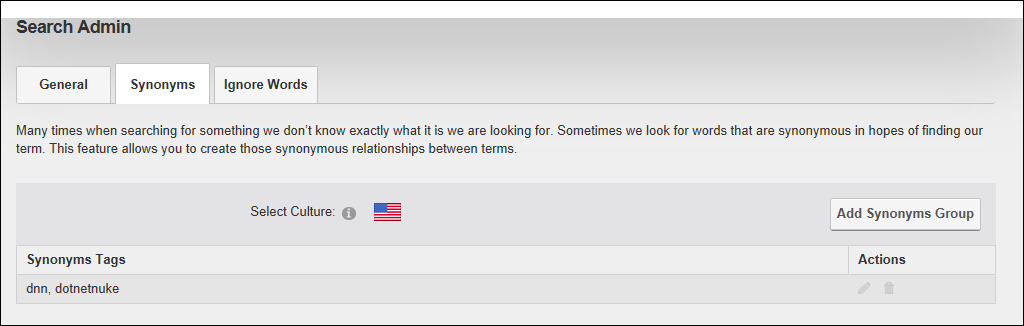 Search Admin
General Synonyms Ignore Words
Many times when searching for something we don't know exactly what it is we are looking for. Sometimes we look for words that are synonymous in hopes of finding our
term. This feature allows you to create those synonymous relationships between terms.
Select Culture: Add Synonyms Group
Synonyms Tags Actions
dnn, dotnetnuke